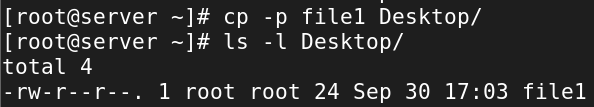 [root@server ~]# cp -p file1 Desktop/
[root@server ~]# ls -l Desktop/
total 4
-rw-r--r--. 1 root root 24 Sep 30 17:03 file1